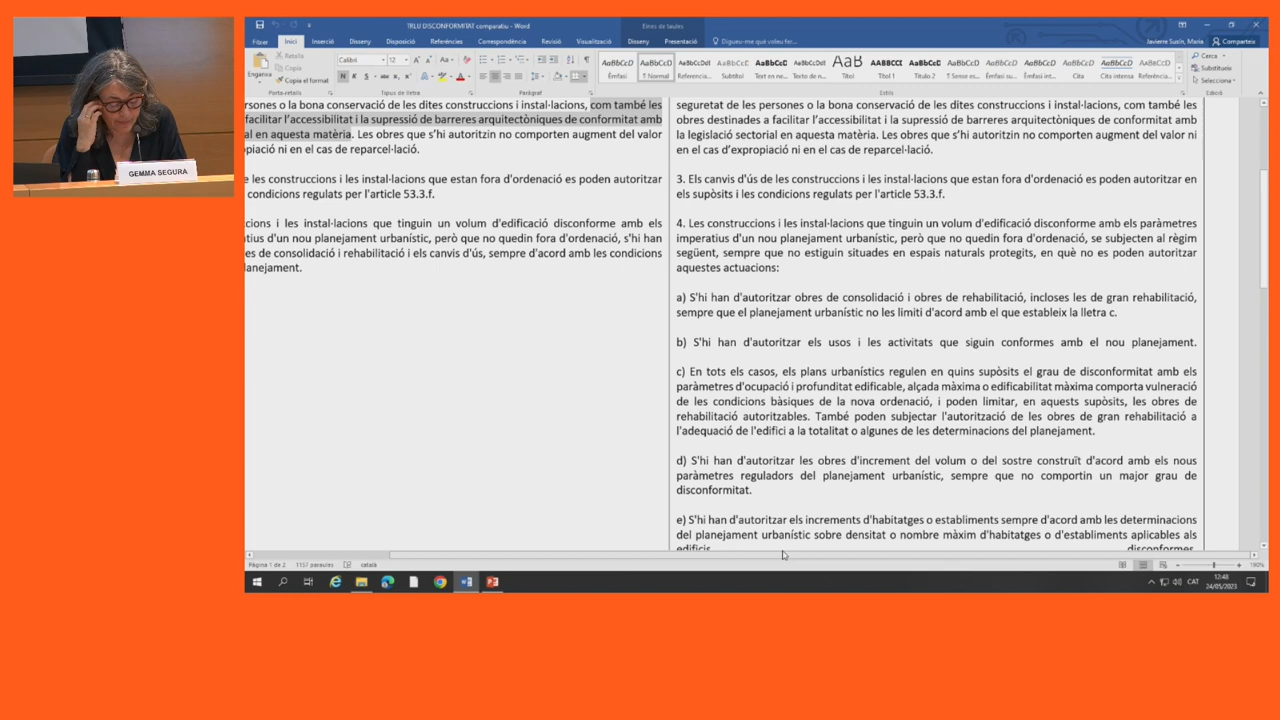 GEMMA SEGURA
TRLU DISCONFORMITAT comparatiu - Word
Eines de taules
Fitxer Inici Inserció Disseny Disposició Referències Correspondència Revisió Visualització Disseny Presentació Digueu-me què voleu fer...
Javierre Susín, Maria Comparteix
Enganxa
Retalla
Copia
Copia el format
Porta-retalls
Calibri 12
Tipus de lletra
Paràgraf
Èmfasi
¶ Normal
Referència...
Subtítol
Text en ne...
Texto de n...
Títol
Títol 1
Títol 2
Èmfasi su...
Èmfasi int...
Cita
Cita intensa
Referència...
Estils
Cerca
Substitueix
Selecciona
Edició
rsones o la bona conservació de les dites construccions i instal·lacions, com també les
facilitar l'accessibilitat i la supressió de barreres arquitectòniques de conformitat amb
al en aquesta matèria. Les obres que s'hi autoritzin no comporten augment del valor
piació ni en el cas de reparcel·lació.
e les construccions i les instal·lacions que estan fora d'ordenació es poden autoritzar
condicions regulats per l'article 53.3.f.
cions i les instal·lacions que tinguin un volum d'edificació disconforme amb els
atius d'un nou planejament urbanístic, però que no quedin fora d'ordenació, s'hi han
es de consolidació i rehabilitació i els canvis d'ús, sempre d'acord amb les condicions
lanejament.
seguretat de les persones o la bona conservació de les dites construccions i instal·lacions, com també les
obres destinades a facilitar l'accessibilitat i la supressió de barreres arquitectòniques de conformitat amb
la legislació sectorial en aquesta matèria. Les obres que s'hi autoritzin no comporten augment del valor ni
en el cas d'expropiació ni en el cas de reparcel·lació.
3. Els canvis d'ús de les construccions i les instal·lacions que estan fora d'ordenació es poden autoritzar en
els supòsits i les condicions regulats per l'article 53.3.f.
4. Les construccions i les instal·lacions que tinguin un volum d'edificació disconforme amb els paràmetres
imperatius d'un nou planejament urbanístic, però que no quedin fora d'ordenació, se subjecten al règim
següent, sempre que no estiguin situades en espais naturals protegits, en què no es poden autoritzar
aquestes actuacions:
a) S'hi han d'autoritzar obres de consolidació i obres de rehabilitació, incloses les de gran rehabilitació,
sempre que el planejament urbanístic no les limiti d'acord amb el que estableix la lletra c.
b) S'hi han d'autoritzar els usos i les activitats que siguin conformes amb el nou planejament.
c) En tots els casos, els plans urbanístics regulen en quins supòsits el grau de disconformitat amb els
paràmetres d'ocupació i profunditat edificable, alçada màxima o edificabilitat màxima comporta vulneració
de les condicions bàsiques de la nova ordenació, i poden limitar, en aquests supòsits, les obres de
rehabilitació autoritzables. També poden subjectar l'autorització de les obres de gran rehabilitació a
l'adequació de l'edifici a la totalitat o algunes de les determinacions del planejament.
d) S'hi han d'autoritzar les obres d'increment del volum o del sostre construït d'acord amb els nous
paràmetres reguladors del planejament urbanístic, sempre que no comportin un major grau de
disconformitat.
e) S'hi han d'autoritzar els increments d'habitatges o establiments sempre d'acord amb les determinacions
del planejament urbanístic sobre densitat o nombre màxim d'habitatges o d'establiments aplicables als
edificis disconformes.
Pàgina 1 de 2 1157 paraules català
190%
CAT
12:48
24/05/2023